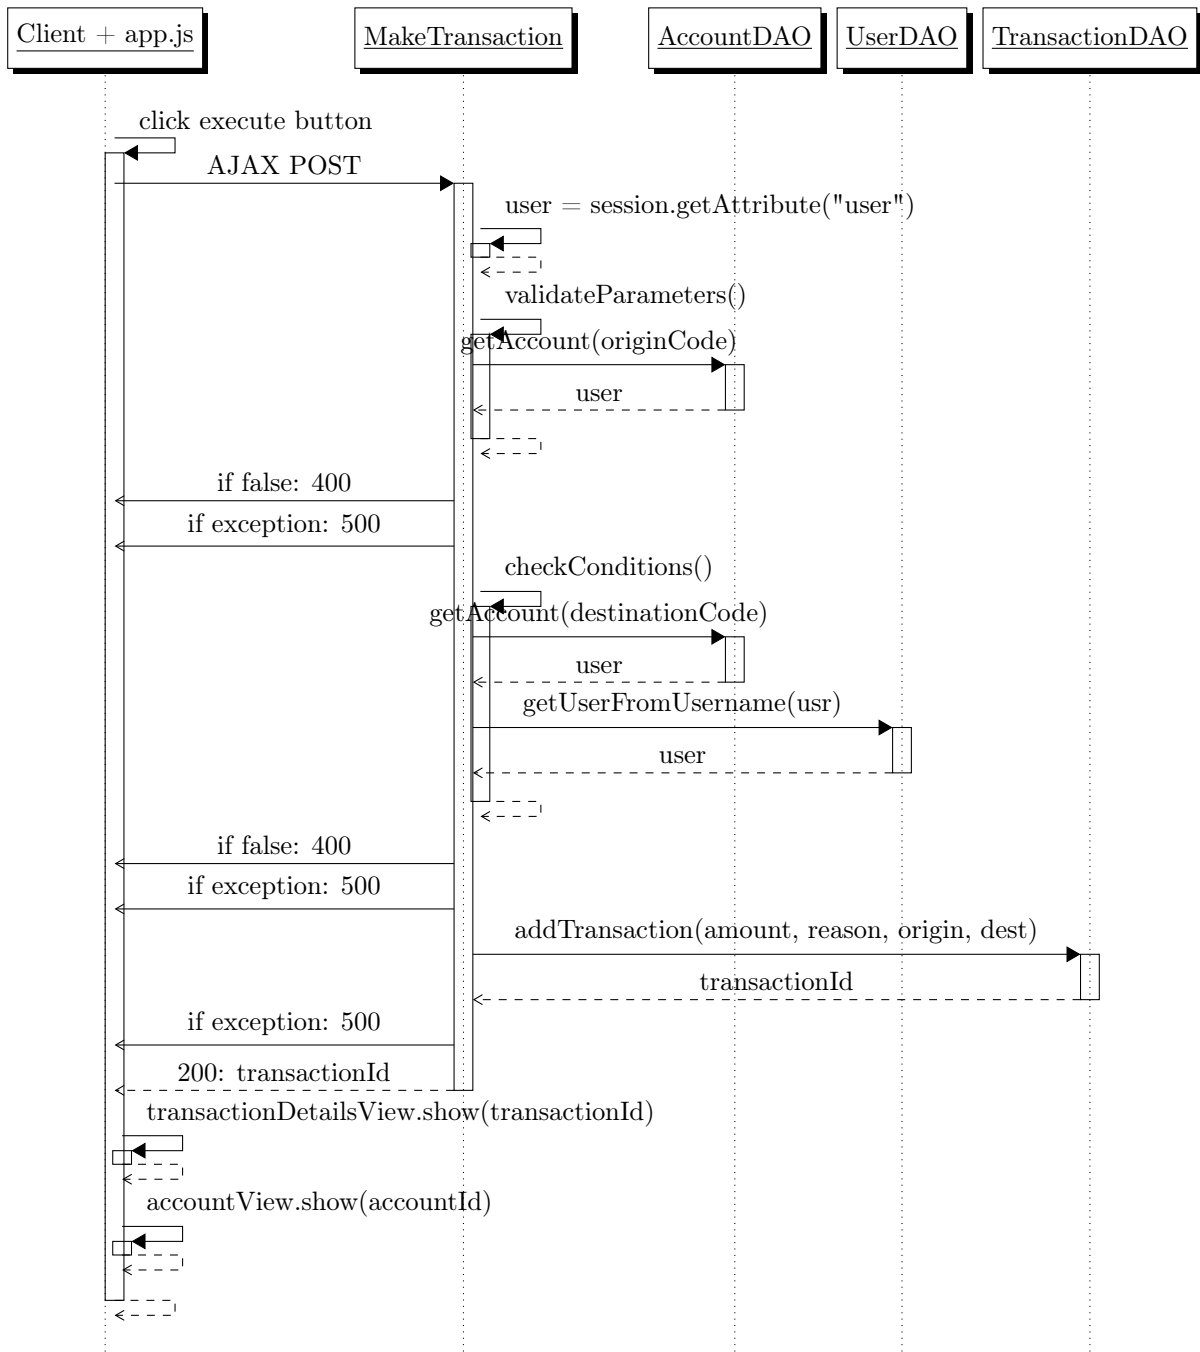 Client + app.js
MakeTransaction
AccountDAO
UserDAO
TransactionDAO
click execute button
AJAX POST
user = session.getAttribute("user")
validateParameters()
getAccount(originCode)
user
if false: 400
if exception: 500
checkConditions()
getAccount(destinationCode)
user
getUserFromUsername(usr)
user
if false: 400
if exception: 500
addTransaction(amount, reason, origin, dest)
transactionId
if exception: 500
200: transactionId
transactionDetailsView.show(transactionId)
accountView.show(accountId)